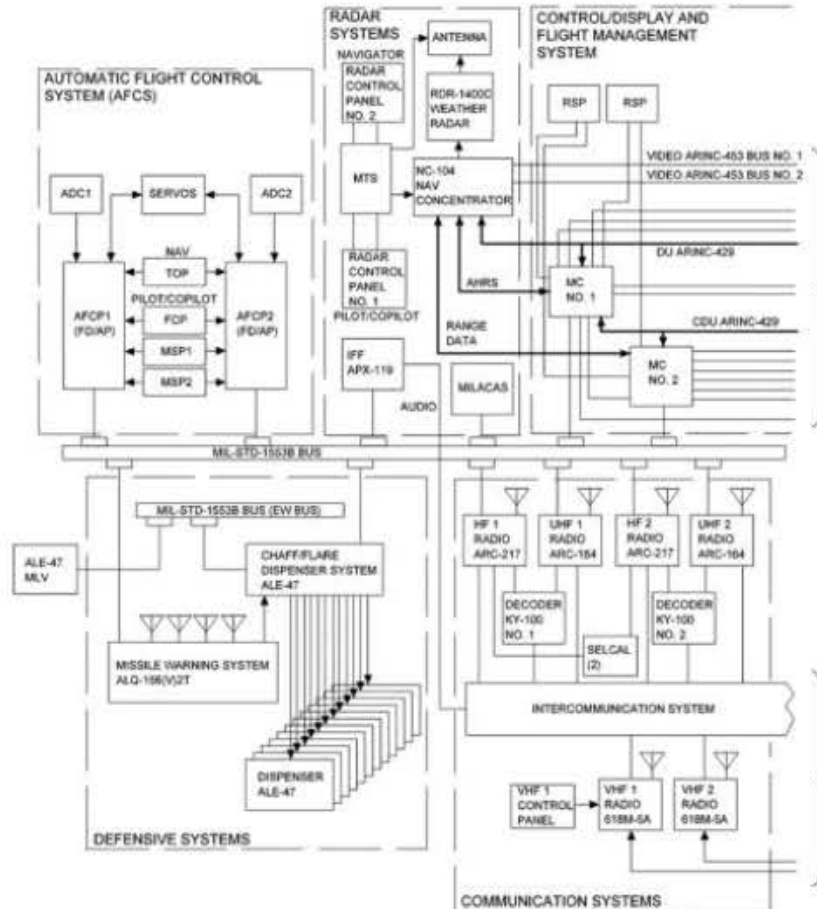 RADAR
SYSTEMS
CONTROL/DISPLAY AND
FLIGHT MANAGEMENT
SYSTEM
AUTOMATIC FLIGHT CONTROL
SYSTEM (AFCS)
NAVIGATOR
RADAR
CONTROL
PANEL
NO. 2
ANTENNA
RDR-1400C
WEATHER
RADAR
RSP
RSP
VIDEO ARINC-453 BUS NO. 1
VIDEO ARINC-453 BUS NO. 2
MTS
NC-104
NAV
CONCENTRATOR
ADC1
SERVOS
ADC2
NAV
TOP
PILOT/COPILOT
FCP
MSP1
MSP2
AFCP1
(FD/AP)
AFCP2
(FD/AP)
RADAR
CONTROL
PANEL
NO. 1
PILOT/COPILOT
AHRS
RANGE
DATA
DU ARINC-429
MC
NO. 1
CDU ARINC-429
MC
NO. 2
IFF
APX-119
AUDIO
MILACAS
MIL-STD-1553B BUS
MIL-STD-1553B BUS (EW BUS)
ALE-47
MLV
CHAFF/FLARE
DISPENSER SYSTEM
ALE-47
MISSILE WARNING SYSTEM
ALQ-156(V)2T
DISPENSER
ALE-47
DEFENSIVE SYSTEMS
HF 1
RADIO
ARC-217
UHF 1
RADIO
ARC-164
HF 2
RADIO
ARC-217
UHF 2
RADIO
ARC-164
DECODER
KY-100
NO. 1
SELCAL
(2)
DECODER
KY-100
NO. 2
INTERCOMMUNICATION SYSTEM
VHF 1
CONTROL
PANEL
VHF 1
RADIO
618M-5A
VHF 2
RADIO
618M-5A
COMMUNICATION SYSTEMS